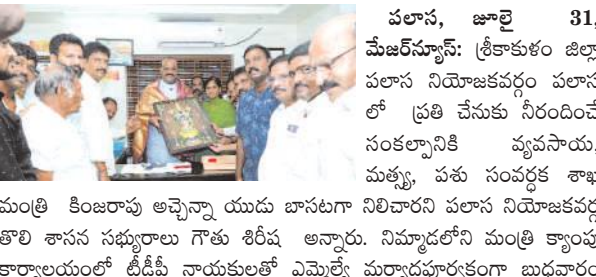 పలాస, జూలై 31,
మేజర్‌న్యూస్: శ్రీకాకుళం జిల్లా
పలాస నియోజకవర్గం పలాస
లో ప్రతి చేనుకు నీరందించే
సంకల్పానికి వ్యవసాయ,
మత్స్య, పశు సంవర్ధక శాఖ
మంత్రి కింజరాపు అచ్చెన్నా యుడు బాసటగా నిలిచారని పలాస నియోజకవర్గ
తొలి శాసన సభ్యురాలు గౌతు శిరీష అన్నారు. నిమ్మాడలోని మంత్రి క్యాంపు
కార్యాలయంలో టీడీపీ నాయకులతో ఎమ్మెల్యే మర్యాదపూర్వకంగా బుధవారం